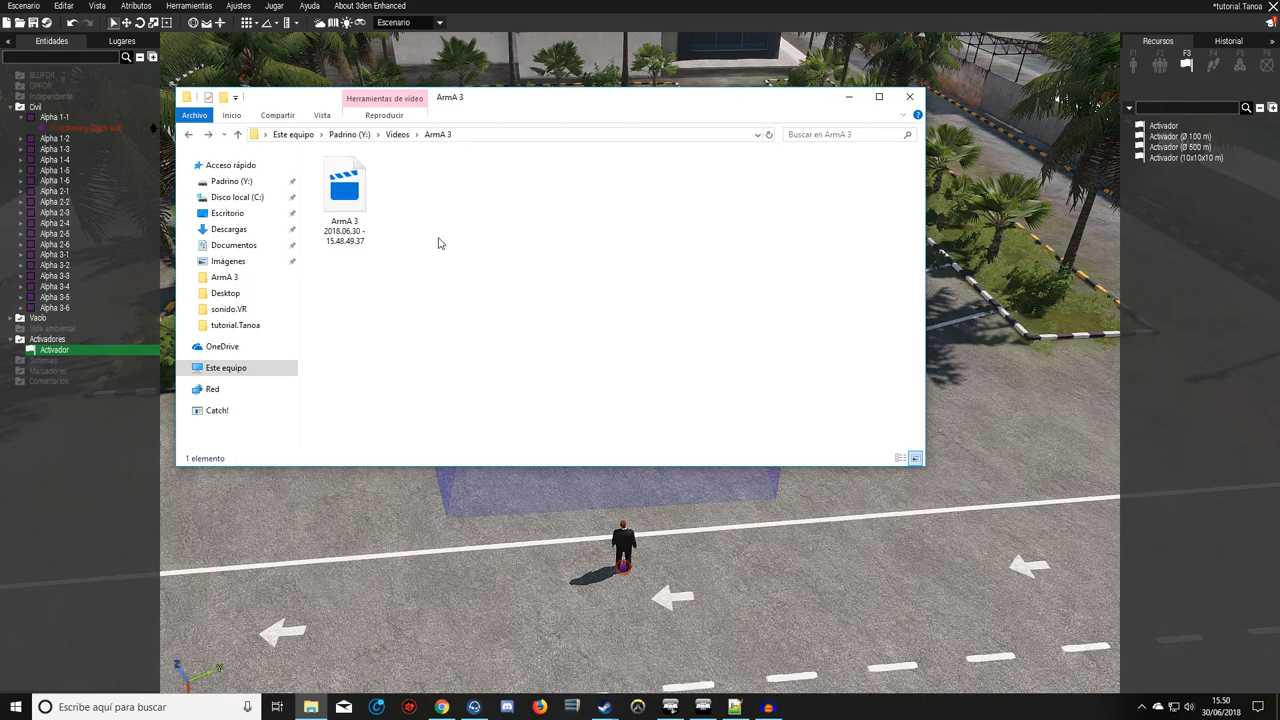 Escenario Editar Vista Atributos Herramientas Ajustes Jugar Ayuda About 3den Enhanced
*tutorial.Tanoa
Escenario
Entidades Lugares
BLUFOR
OPFOR
Independiente
Civil
Alpha 1-1
Alpha 1-2
Alpha 1-3
Alpha 1-4
Alpha 1-5
Alpha 1-6
Alpha 2-1
Alpha 2-2
Alpha 2-3
Alpha 2-4
Alpha 2-5
Alpha 2-6
Alpha 3-1
Alpha 3-2
Alpha 3-3
Alpha 3-4
Alpha 3-5
Alpha 3-6
Vacío
Vida ambiental
Activadores
Activador
Sistemas
Marcadores
Comentarios
Herramientas de vídeo
ArmA 3
Archivo Inicio Compartir Vista Reproducir
Este equipo Padrino (Y:) Videos ArmA 3
Buscar en ArmA 3
Acceso rápido
Padrino (Y:)
Disco local (C:)
Escritorio
Descargas
Documentos
Imágenes
ArmA 3
Desktop
sonido.VR
tutorial.Tanoa
OneDrive
Este equipo
Red
Catch!
ArmA 3
2018.06.30 -
15.48.49.37
1 elemento
Recursos Historial
F1 F2 F3 F4 F5 F6
Activador
Activador (Ø 100 m)
Activador (Ø 500 m)
Activador (10x10x10 m)
Z
Y
Escribe aquí para buscar
15.50
30/06/2018